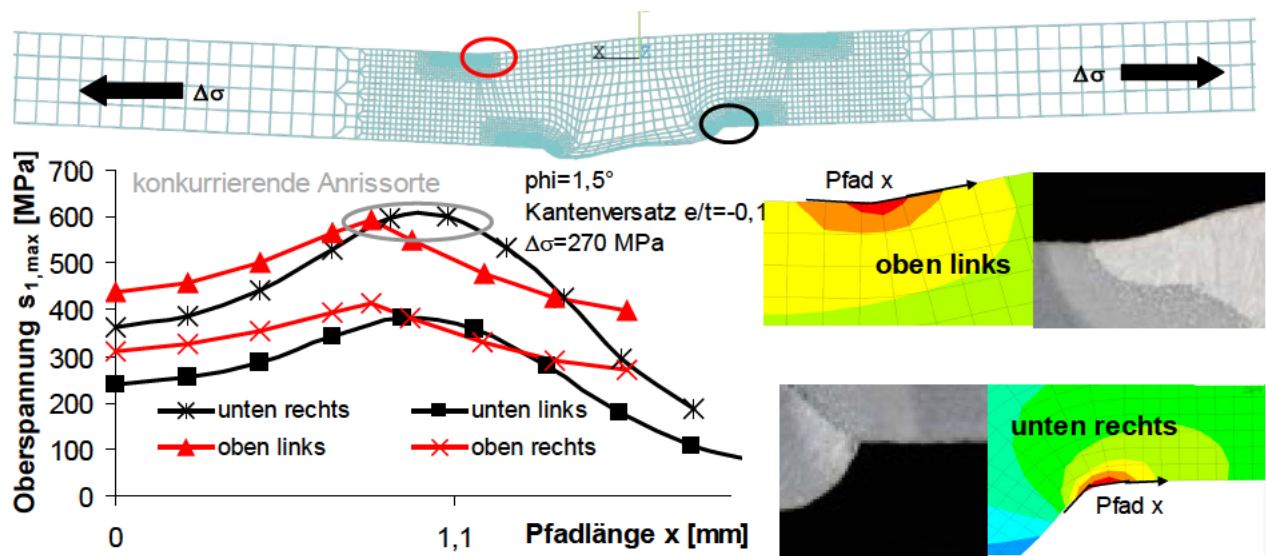 X
Z
Δσ
Δσ
700
600
500
400
300
200
100
0
Oberspannung s1,max [MPa]
konkurrierende Anrissorte
phi=1,5°
Kantenversatz e/t=-0,1
Δσ=270 MPa
unten rechts
unten links
oben links
oben rechts
0
1,1
Pfadlänge x [mm]
Pfad x
oben links
unten rechts
Pfad x